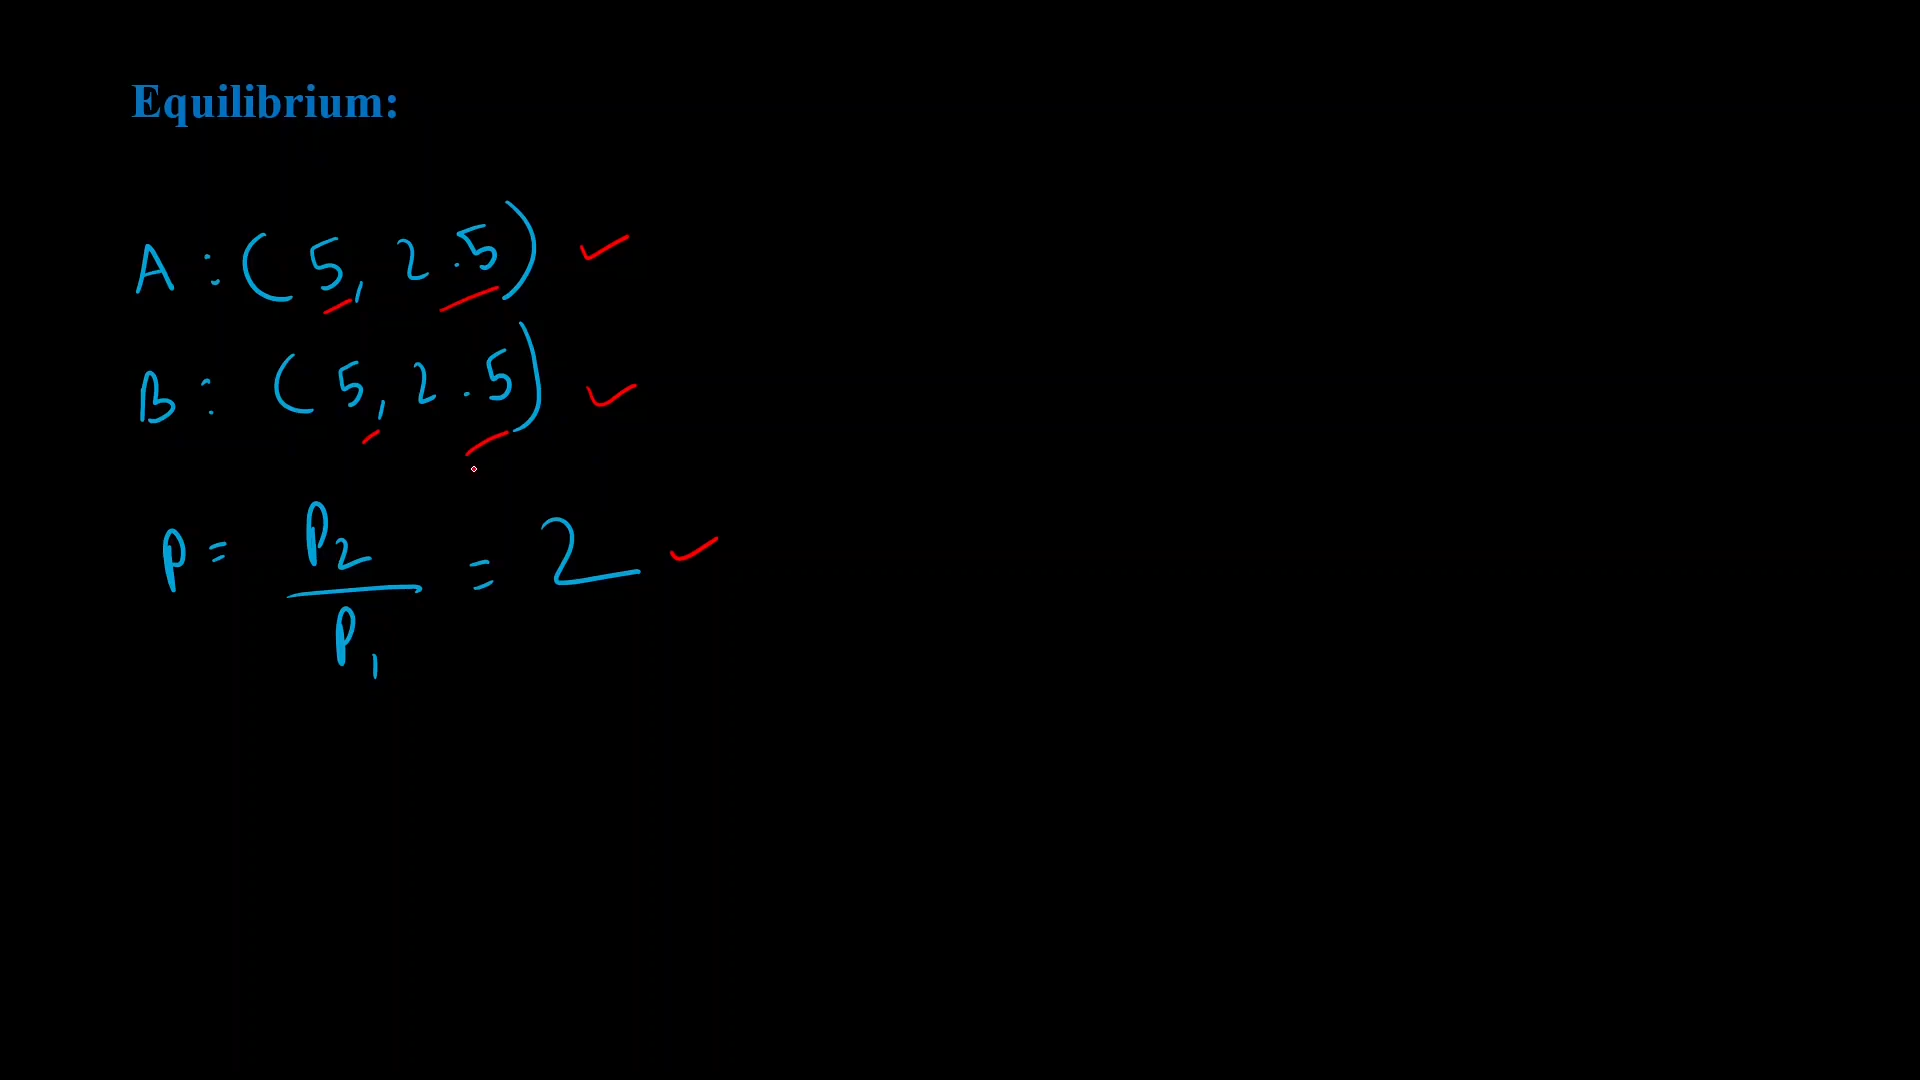 Equilibrium:
A : ( 5, 2.5)
B : ( 5, 2.5)
P = P₂ / P₁ = 2